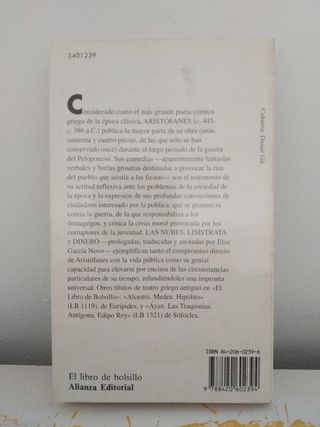 3401239
Considerado como el más grande poeta cómico
griego de la época clásica, ARISTÓFANES (c. 445-
c. 386 a.C.) publica la mayor parte de su obra (unas
cuarenta y cuatro piezas, de las que sólo se
han conservado once) durante el largo período de la guerra
del Peloponeso. Sus comedias —aparentemente fantasías
verbales y burlas groseras destinadas a provocar la risa
del pueblo que asistía a las fiestas— son el testimonio de
su actitud reflexiva ante los problemas de la sociedad de
la época y la expresión de sus profundas convicciones de
ciudadano interesado por la política, que se pronuncia
contra la guerra, de la que responsabiliza a los
demagogos, y critica la crisis moral provocada por los
corruptores de la juventud. LAS NUBES, LISÍSTRATA
y DINERO —prologadas, traducidas y anotadas por Elsa
García Novo— ejemplifican tanto el compromiso directo
de Aristófanes con la vida pública como su genial
capacidad para elevarse por encima de las circunstancias
particulares de su tiempo, infundiéndoles una impronta
universal. Otros títulos de teatro griego antiguo en «El
Libro de Bolsillo»: «Alcestis. Medea. Hipólito»
(LB 1119), de Eurípides, y «Áyax. Las Traquinias.
Antígona. Edipo Rey» (LB 1321) de Sófocles.
Cubierta: Daniel Gil
ISBN 84-206-0239-6
9 788420 602394
El libro de bolsillo
Alianza Editorial